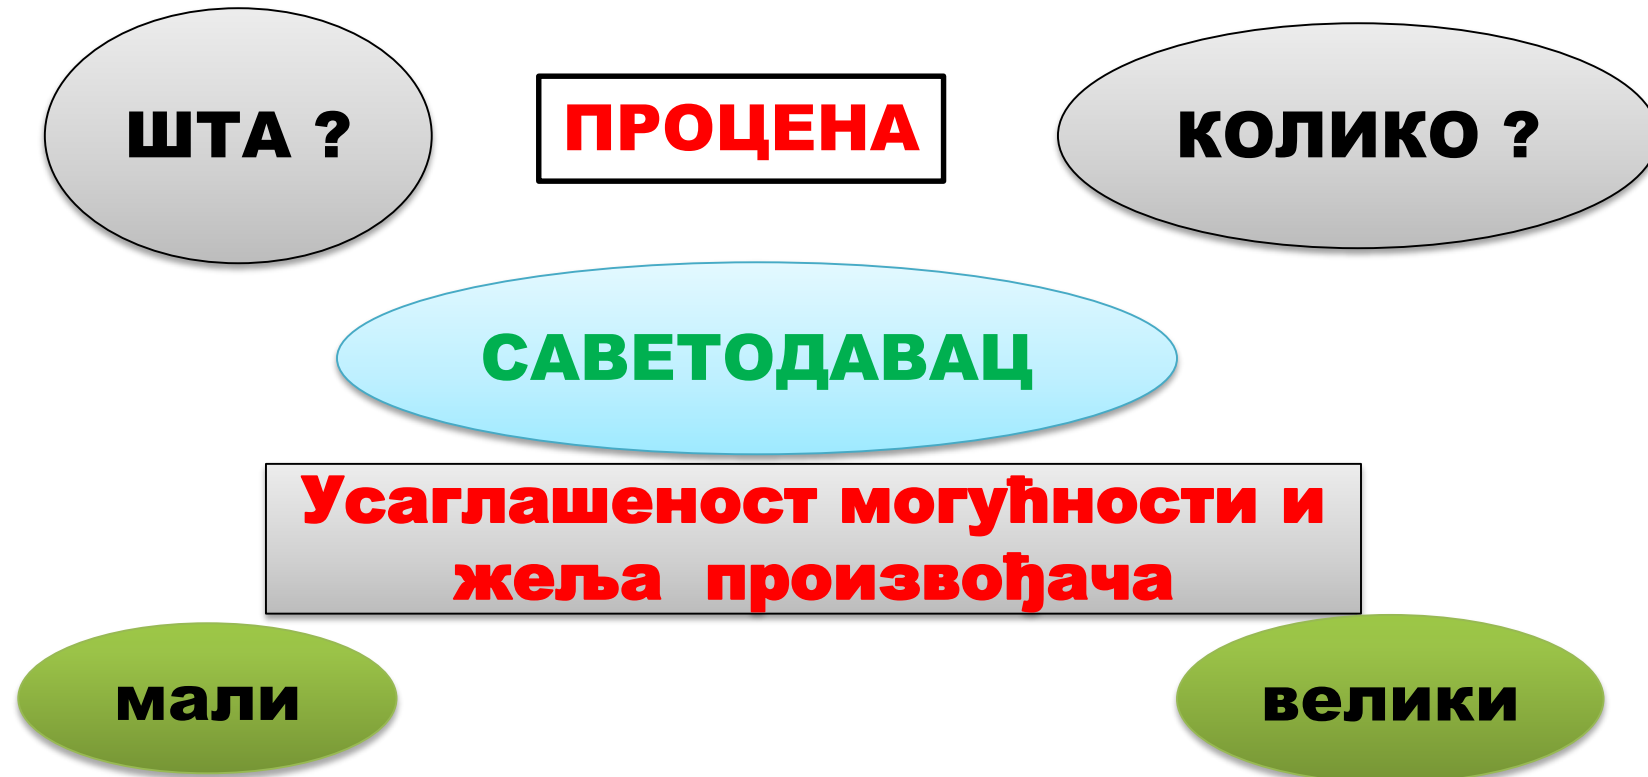 ШТА ?
ПРОЦЕНА
КОЛИКО ?
САВЕТОДАВАЦ
Усаглашеност могућности и
жеља произвођача
мали
велики